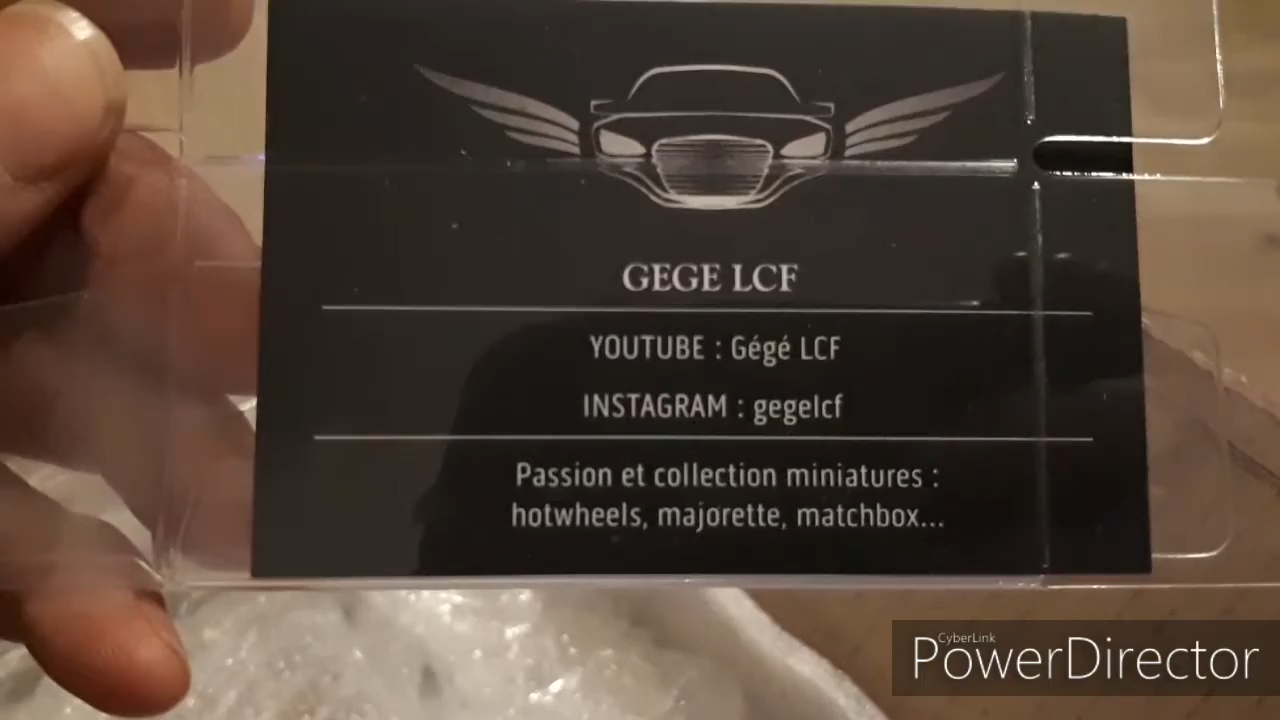 GEGE LCF
YOUTUBE : Gégé LCF
INSTAGRAM : gegelcf
Passion et collection miniatures :
hotwheels, majorette, matchbox...
CyberLink
PowerDirector